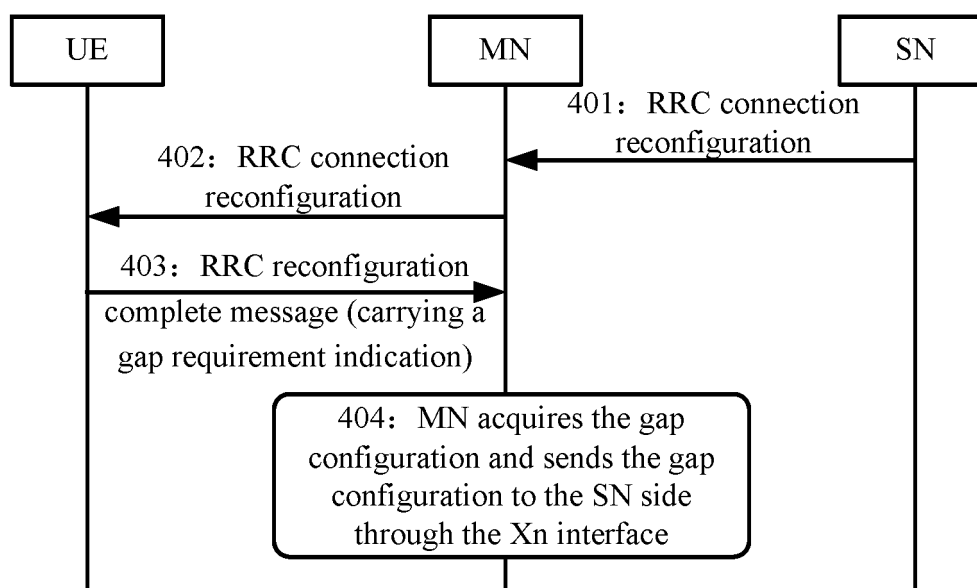 UE
MN
SN
401：RRC connection
reconfiguration
402：RRC connection
reconfiguration
403：RRC reconfiguration
complete message (carrying a
gap requirement indication)
404：MN acquires the gap
configuration and sends the gap
configuration to the SN side
through the Xn interface